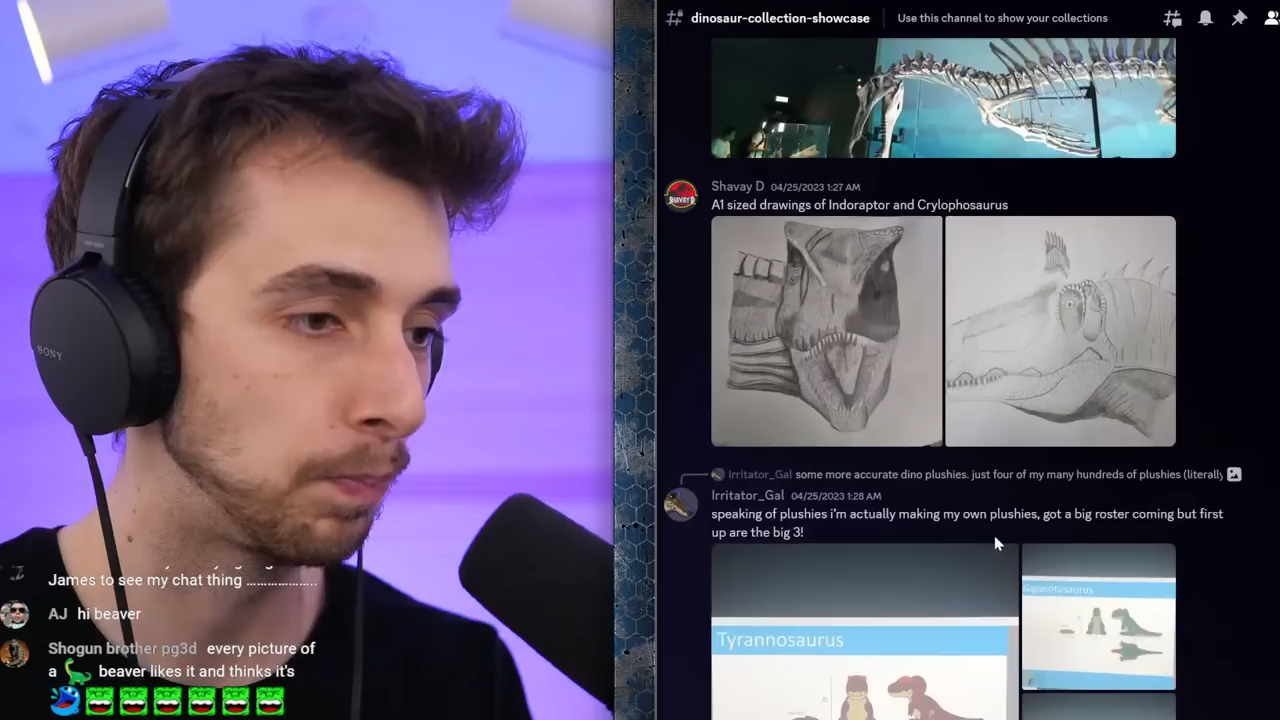 dinosaur-collection-showcase
Use this channel to show your collections
Shavay D 04/25/2023 1:27 AM
A1 sized drawings of Indoraptor and Crylophosaurus
Irritator_Gal some more accurate dino plushies. just four of my many hundreds of plushies (literally
Irritator_Gal 04/25/2023 1:28 AM
speaking of plushies i'm actually making my own plushies, got a big roster coming but first
up are the big 3!
Tyrannosaurus
Giganotosaurus
SONY
SHAVAY D
James to see my chat thing ....................
AJ hi beaver
Shogun brother pg3d every picture of
a beaver likes it and thinks it's